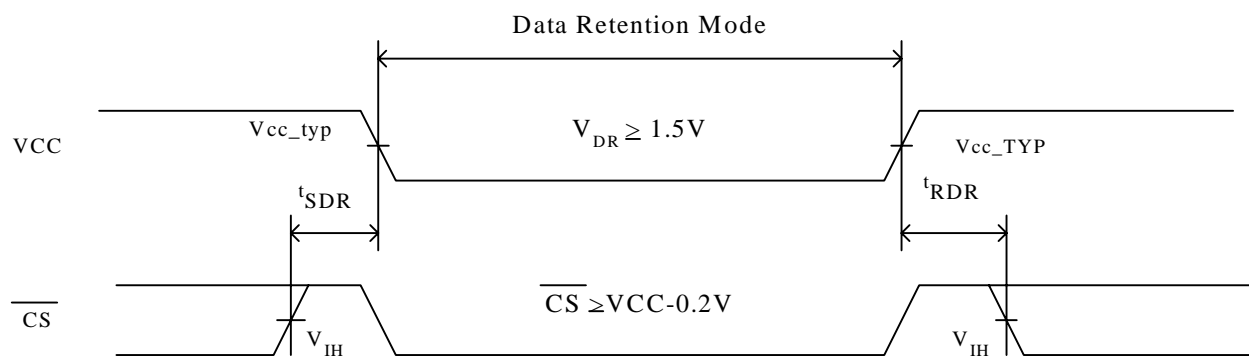 Data Retention Mode
VCC
Vcc_typ
V_DR ≥ 1.5V
Vcc_TYP
t_SDR
t_RDR
CS
V_IH
CS ≥VCC-0.2V
V_IH